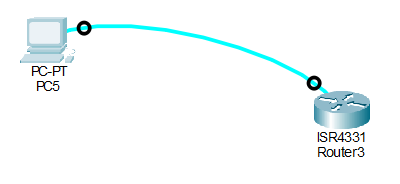 PC-PT
PC5
ISR4331
Router3